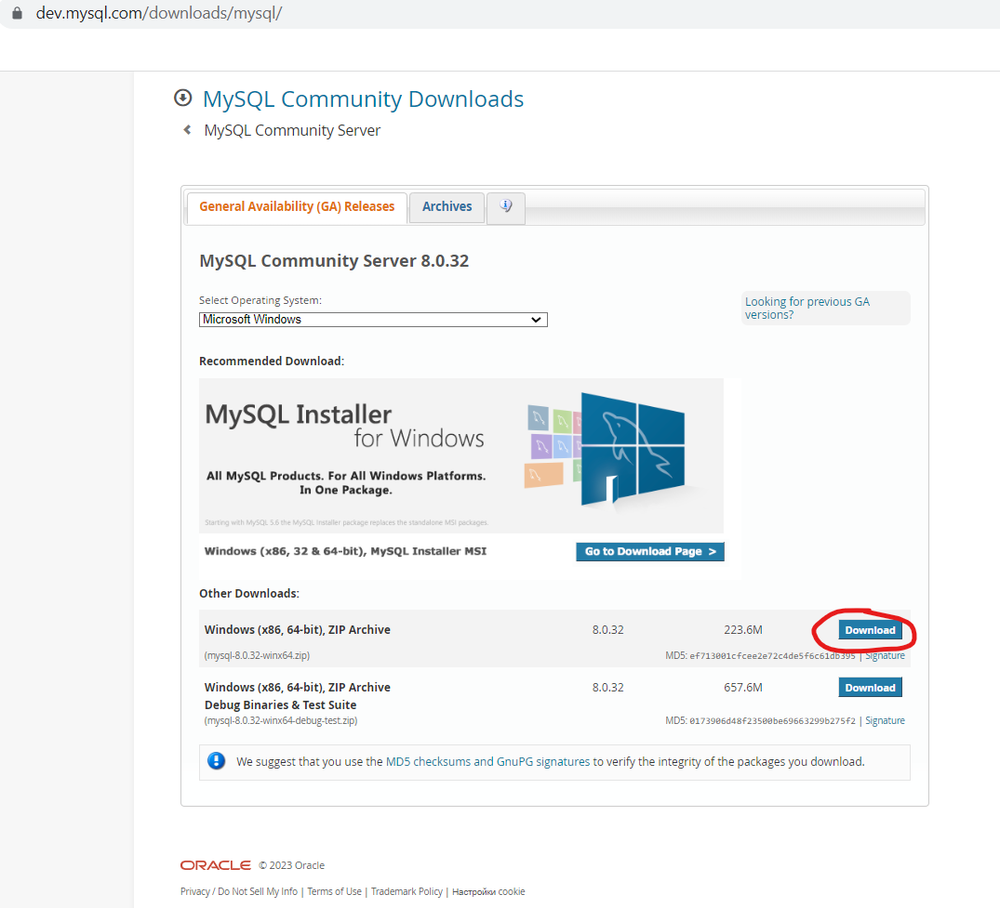 dev.mysql.com/downloads/mysql/
MySQL Community Downloads
MySQL Community Server
General Availability (GA) Releases
Archives
i
MySQL Community Server 8.0.32
Select Operating System:
Microsoft Windows
Looking for previous GA
versions?
Recommended Download:
MySQL Installer
for Windows
All MySQL Products. For All Windows Platforms.
In One Package.
Starting with MySQL 5.6 the MySQL Installer package replaces the standalone MSI packages.
Windows (x86, 32 & 64-bit), MySQL Installer MSI
Go to Download Page >
Other Downloads:
Windows (x86, 64-bit), ZIP Archive 8.0.32 223.6M Download
(mysql-8.0.32-winx64.zip) MD5: ef713001cfcee2e72c4de5f6c61db395 | Signature
Windows (x86, 64-bit), ZIP Archive 8.0.32 657.6M Download
Debug Binaries & Test Suite
(mysql-8.0.32-winx64-debug-test.zip) MD5: 0173906d48f23500be69663299b275f2 | Signature
We suggest that you use the MD5 checksums and GnuPG signatures to verify the integrity of the packages you download.
ORACLE © 2023 Oracle
Privacy / Do Not Sell My Info | Terms of Use | Trademark Policy | Настройки cookie